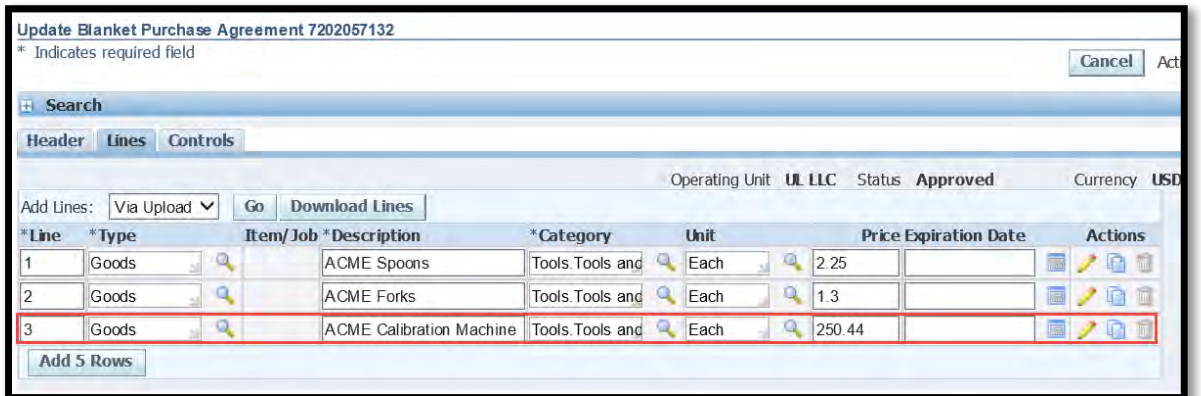 Update Blanket Purchase Agreement 7202057132
* Indicates required field
Cancel Acti
Search
Header Lines Controls
Operating Unit UL LLC Status Approved Currency USD
Add Lines: Via Upload Go Download Lines
*Line *Type Item/Job *Description *Category Unit Price Expiration Date Actions
1 Goods ACME Spoons Tools.Tools and Each 2.25
2 Goods ACME Forks Tools.Tools and Each 1.3
3 Goods ACME Calibration Machine Tools.Tools and Each 250.44
Add 5 Rows